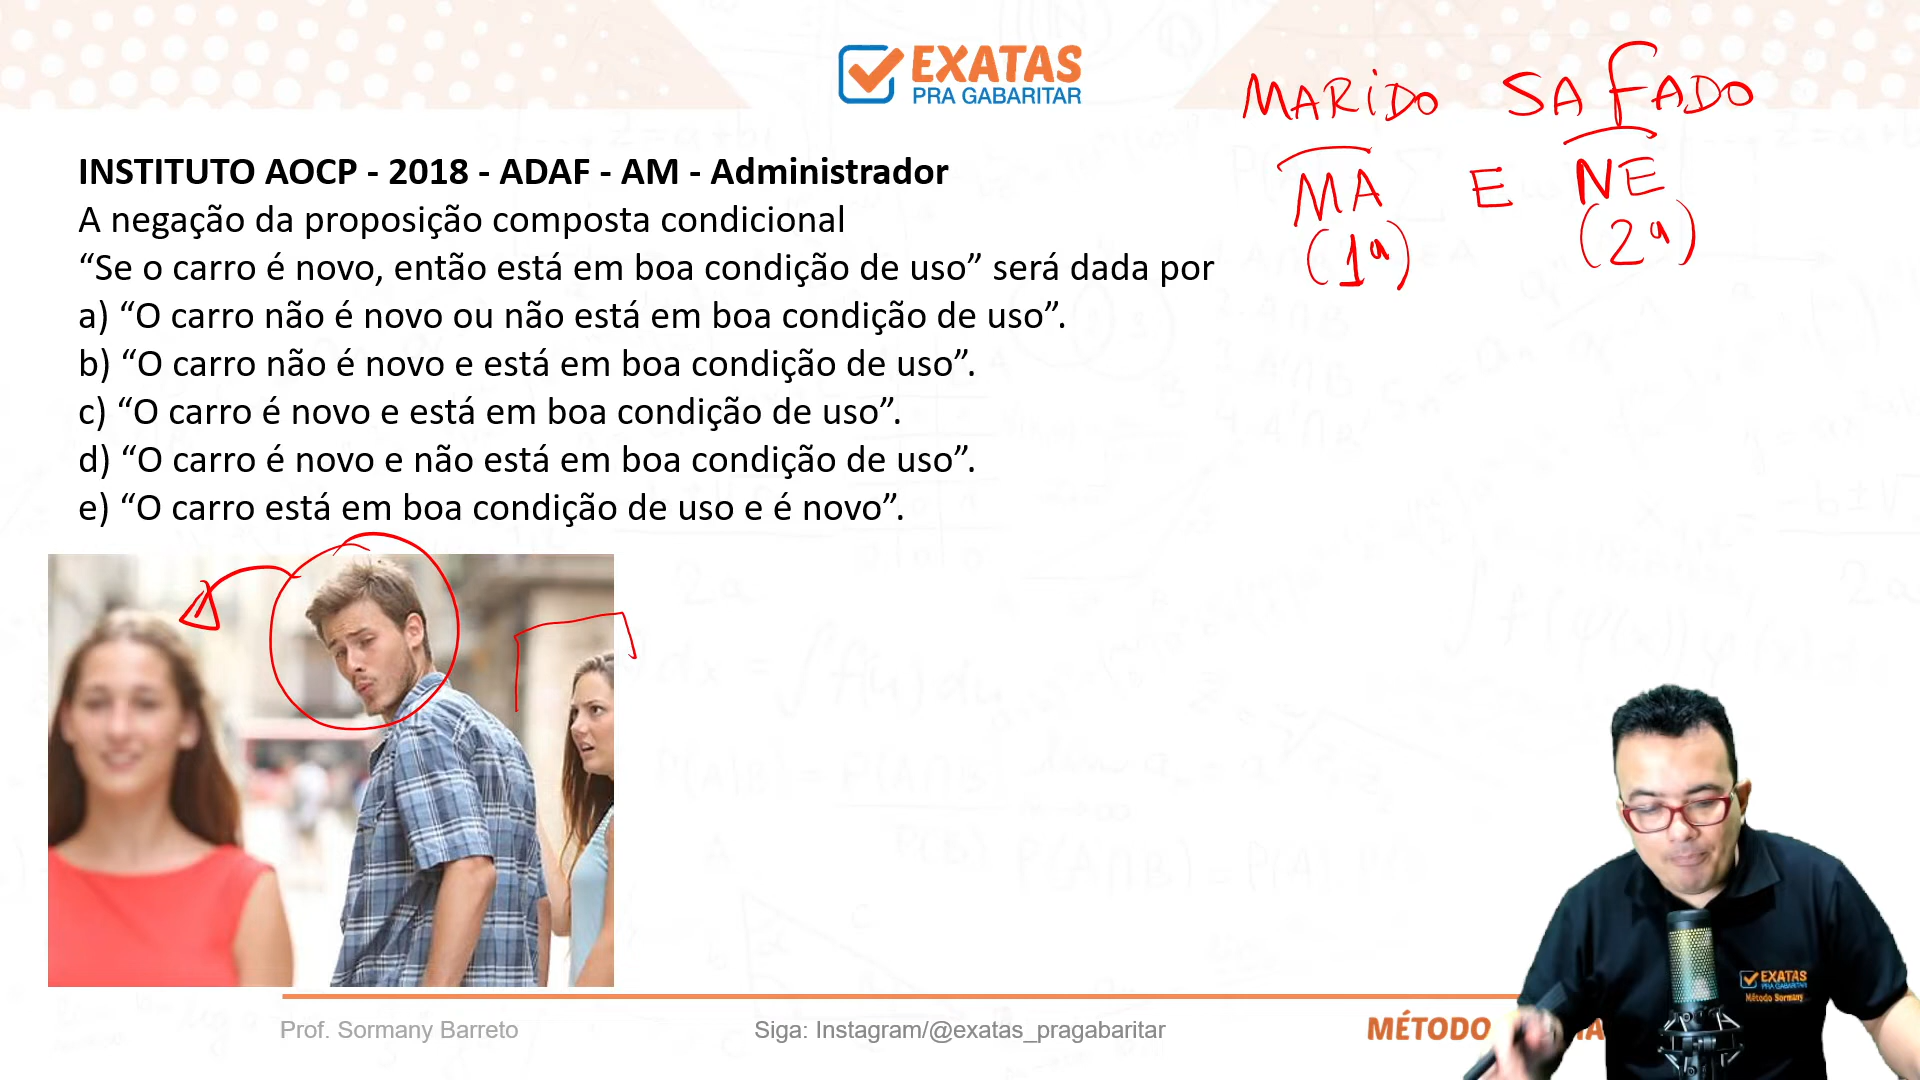 EXATAS
PRA GABARITAR
MARIDO SAFADO
MA E NE
(1ª) (2ª)
INSTITUTO AOCP - 2018 - ADAF - AM - Administrador
A negação da proposição composta condicional
“Se o carro é novo, então está em boa condição de uso” será dada por
a) “O carro não é novo ou não está em boa condição de uso”.
b) “O carro não é novo e está em boa condição de uso”.
c) “O carro é novo e está em boa condição de uso”.
d) “O carro é novo e não está em boa condição de uso”.
e) “O carro está em boa condição de uso e é novo”.
EXATAS
PRA GABARITAR
Método Sormany
Prof. Sormany Barreto
Siga: Instagram/@exatas_pragabaritar
MÉTODO